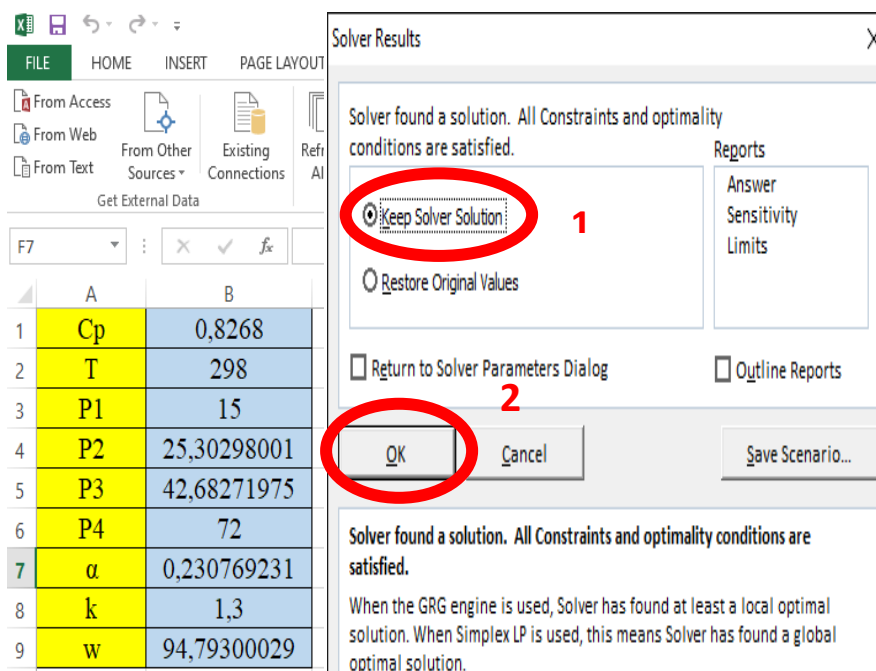 FILE HOME INSERT PAGE LAYOUT
From Access
From Web
From Text
From Other
Sources
Existing
Connections
Refr
Al
Get External Data
F7
fx
A B
1 Cp 0,8268
2 T 298
3 P1 15
4 P2 25,30298001
5 P3 42,68271975
6 P4 72
7 α 0,230769231
8 k 1,3
9 w 94,79300029
Solver Results
Solver found a solution. All Constraints and optimality
conditions are satisfied.
Keep Solver Solution
1
Restore Original Values
Reports
Answer
Sensitivity
Limits
Return to Solver Parameters Dialog
Outline Reports
2
OK
Cancel
Save Scenario...
Solver found a solution. All Constraints and optimality conditions are
satisfied.
When the GRG engine is used, Solver has found at least a local optimal
solution. When Simplex LP is used, this means Solver has found a global
optimal solution.